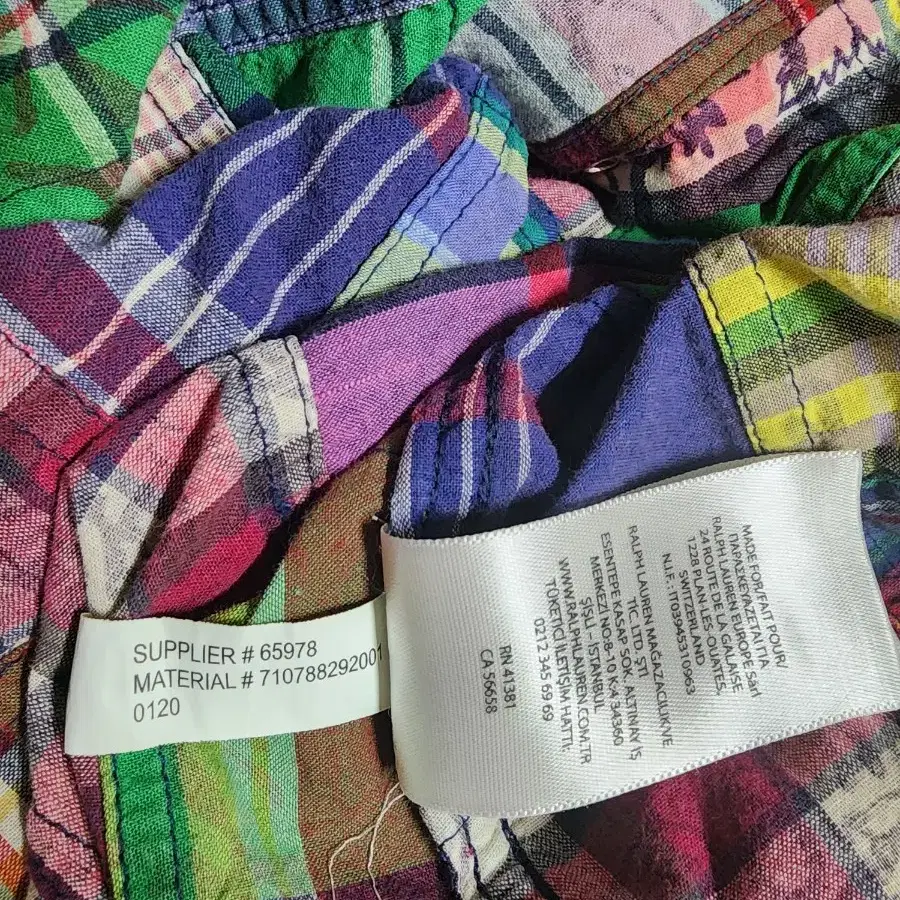 SUPPLIER # 65978
MATERIAL # 710788292001
0120
MADE FOR/FAIT POUR/
ΠΑΡΑΣΚΕΥΑΖΕΤΑΙ ΓΙΑ
RALPH LAUREN EUROPE Sarl
24 ROUTE DE LA GALAISE
1228 PLAN-LES-OUATES,
SWITZERLAND
N.I.F.:IT03945310963
RALPH LAUREN MAĞAZACILIK VE
TİC. LTD. ŞTİ
ESENTEPE KASAP SOK. ALTINAY İŞ
MERKEZİ NO:8-10 K:4 34360
ŞİŞLİ – İSTANBUL
WWW.RALPHLAUREN.COM.TR
TÜKETİCİ İLETİŞİM HATTI:
0212 345 69 69
RN 41381
CA 56658